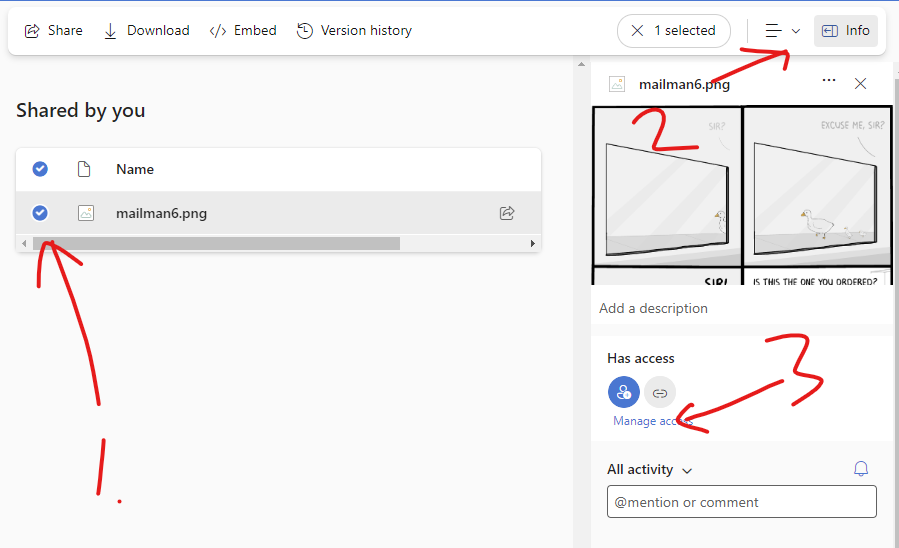 Share Download Embed Version history 1 selected Info
mailman6.png
2
SIR?
EXCUSE ME, SIR?
Shared by you
Name
mailman6.png
SIR!
IS THIS THE ONE YOU ORDERED?
Add a description
Has access
3
Manage access
All activity
@mention or comment
1.